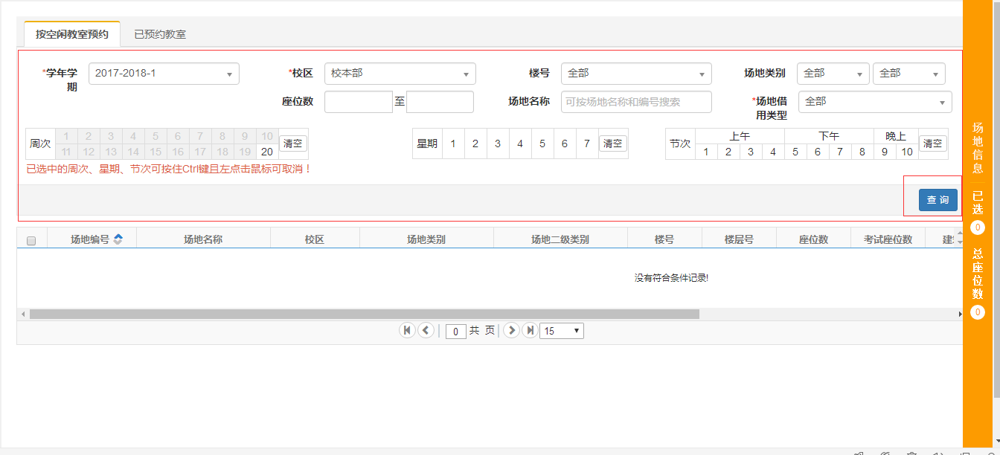 按空闲教室预约 已预约教室
*学年学期 2017-2018-1 *校区 校本部 楼号 全部 场地类别 全部 全部
座位数 至 场地名称 可按场地名称和编号搜索 *场地借用类型 全部
周次 1 2 3 4 5 6 7 8 9 10 清空
11 12 13 14 15 16 17 18 19 20
星期 1 2 3 4 5 6 7 清空
节次 上午 下午 晚上 清空
1 2 3 4 5 6 7 8 9 10
已选中的周次、星期、节次可按住Ctrl键且左点击鼠标可取消！
查 询
场地编号 场地名称 校区 场地类别 场地二级类别 楼号 楼层号 座位数 考试座位数
没有符合条件记录!
0 共 页 15
场地信息
已选
0
总座位数
0